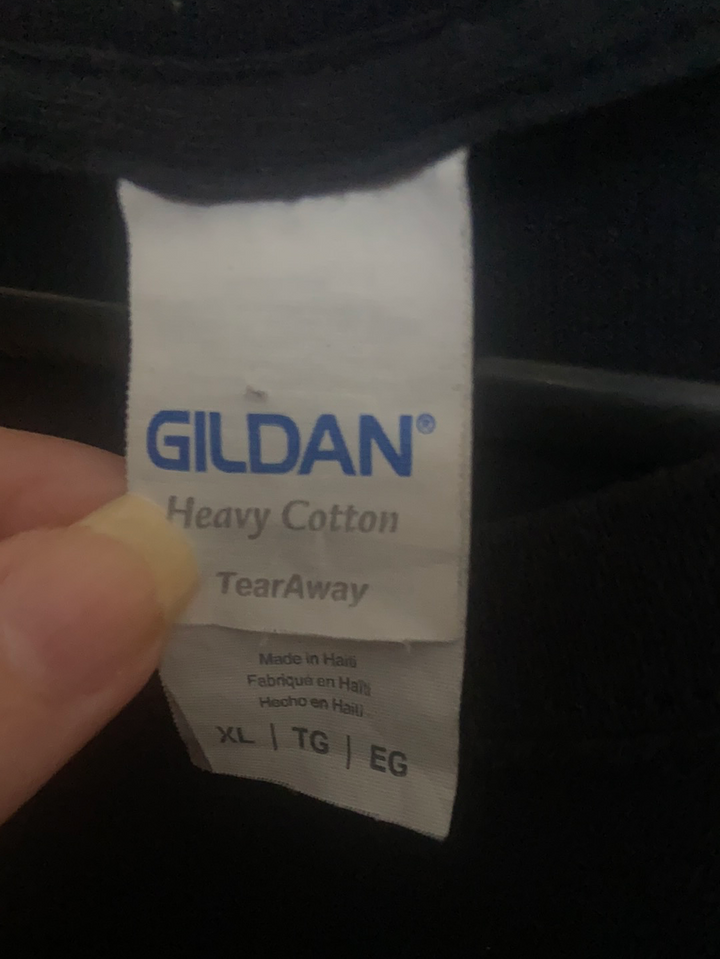 GILDAN®
Heavy Cotton
TearAway
Made in Haiti
Fabriqué en Haïti
Hecho en Haití
XL | TG | EG